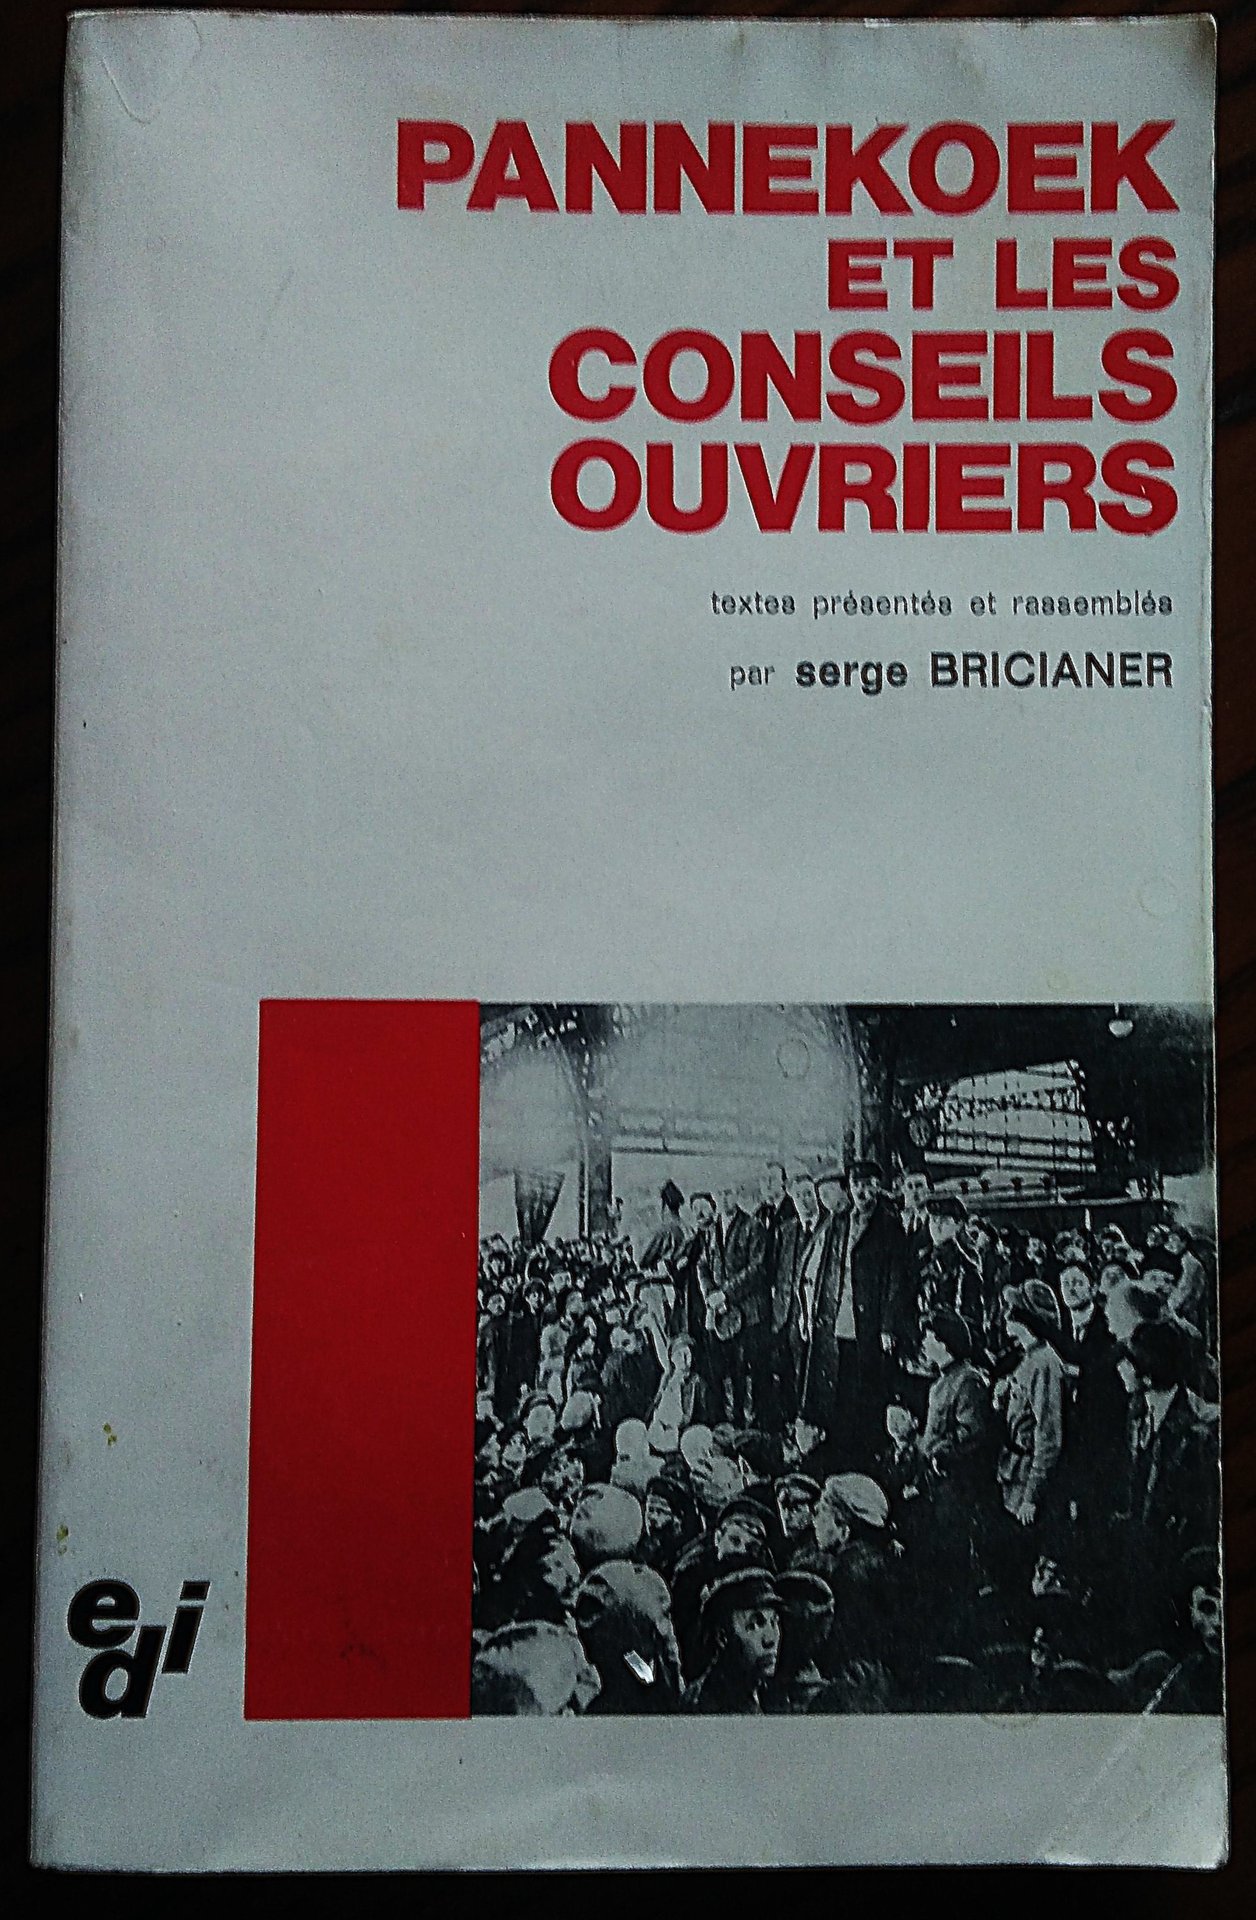 PANNEKOEK
ET LES
CONSEILS
OUVRIERS
textes présentés et rassemblés
par serge BRICIANER
edi